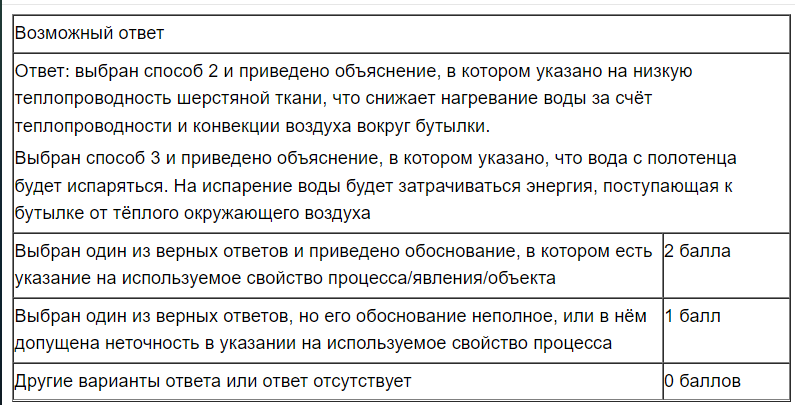 Возможный ответ
Ответ: выбран способ 2 и приведено объяснение, в котором указано на низкую
теплопроводность шерстяной ткани, что снижает нагревание воды за счёт
теплопроводности и конвекции воздуха вокруг бутылки.
Выбран способ 3 и приведено объяснение, в котором указано, что вода с полотенца
будет испаряться. На испарение воды будет затрачиваться энергия, поступающая к
бутылке от тёплого окружающего воздуха
Выбран один из верных ответов и приведено обоснование, в котором есть
указание на используемое свойство процесса/явления/объекта
2 балла
Выбран один из верных ответов, но его обоснование неполное, или в нём
допущена неточность в указании на используемое свойство процесса
1 балл
Другие варианты ответа или ответ отсутствует
0 баллов